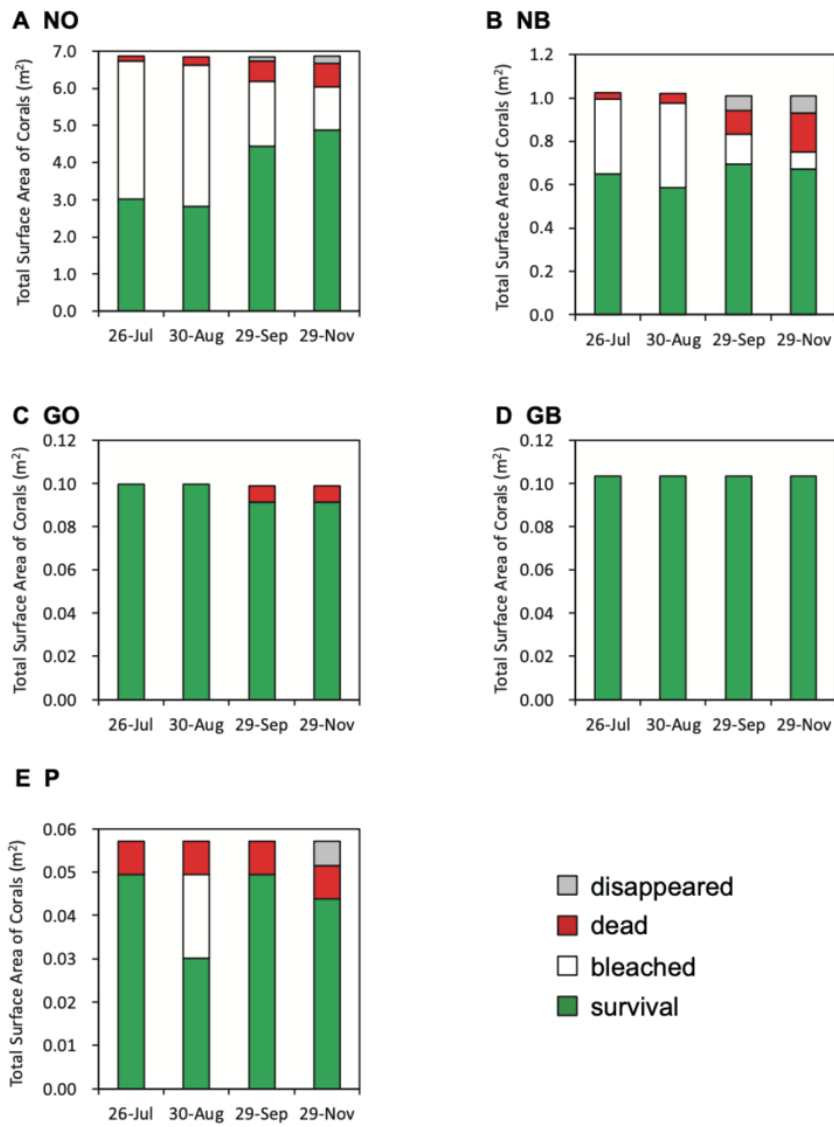 A NO
Total Surface Area of Corals (m²)
7.0
6.0
5.0
4.0
3.0
2.0
1.0
0.0
26-Jul 30-Aug 29-Sep 29-Nov
B NB
Total Surface Area of Corals (m²)
1.2
1.0
0.8
0.6
0.4
0.2
0.0
26-Jul 30-Aug 29-Sep 29-Nov
C GO
Total Surface Area of Corals (m²)
0.12
0.10
0.08
0.06
0.04
0.02
0.00
26-Jul 30-Aug 29-Sep 29-Nov
D GB
Total Surface Area of Corals (m²)
0.12
0.10
0.08
0.06
0.04
0.02
0.00
26-Jul 30-Aug 29-Sep 29-Nov
E P
Total Surface Area of Corals (m²)
0.06
0.05
0.04
0.03
0.02
0.01
0.00
26-Jul 30-Aug 29-Sep 29-Nov
disappeared
dead
bleached
survival